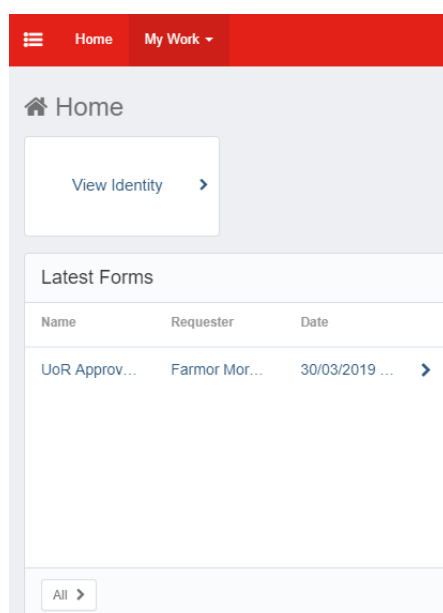 Home My Work
Home
View Identity
Latest Forms
Name Requester Date
UoR Approv... Farmor Mor... 30/03/2019 ...
All